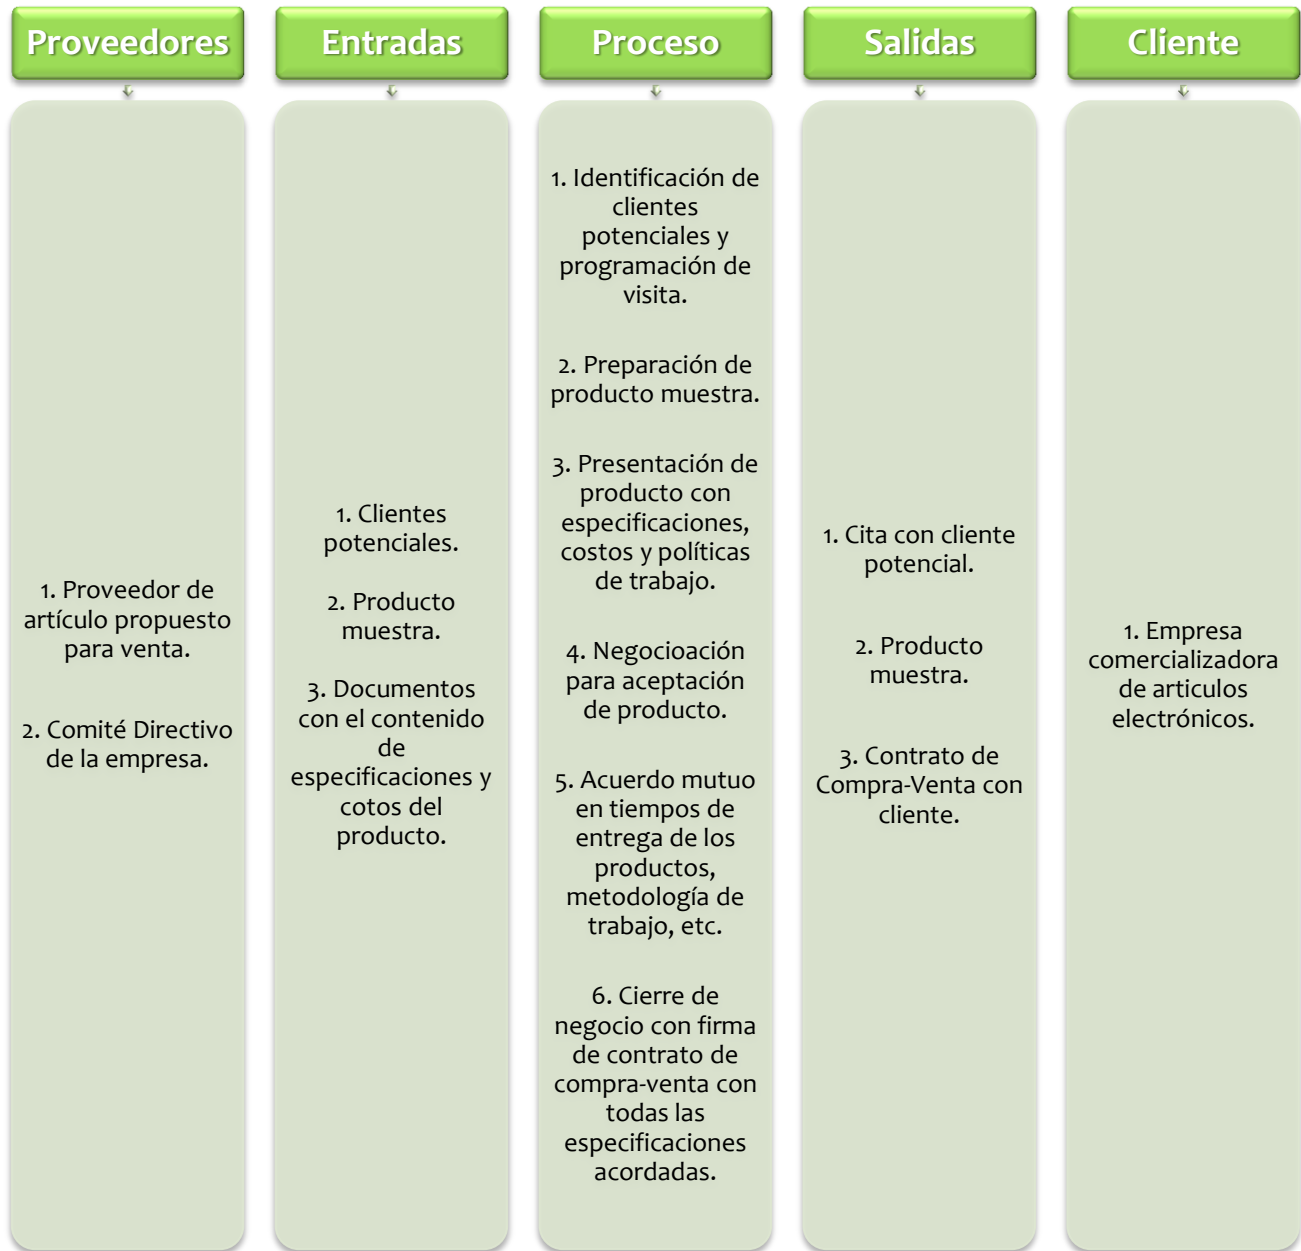 Proveedores
1. Proveedor de
artículo propuesto
para venta.
2. Comité Directivo
de la empresa.
Entradas
1. Clientes
potenciales.
2. Producto
muestra.
3. Documentos
con el contenido
de
especificaciones y
cotos del
producto.
Proceso
1. Identificación de
clientes
potenciales y
programación de
visita.
2. Preparación de
producto muestra.
3. Presentación de
producto con
especificaciones,
costos y políticas
de trabajo.
4. Negocioación
para aceptación
de producto.
5. Acuerdo mutuo
en tiempos de
entrega de los
productos,
metodología de
trabajo, etc.
6. Cierre de
negocio con firma
de contrato de
compra-venta con
todas las
especificaciones
acordadas.
Salidas
1. Cita con cliente
potencial.
2. Producto
muestra.
3. Contrato de
Compra-Venta con
cliente.
Cliente
1. Empresa
comercializadora
de articulos
electrónicos.